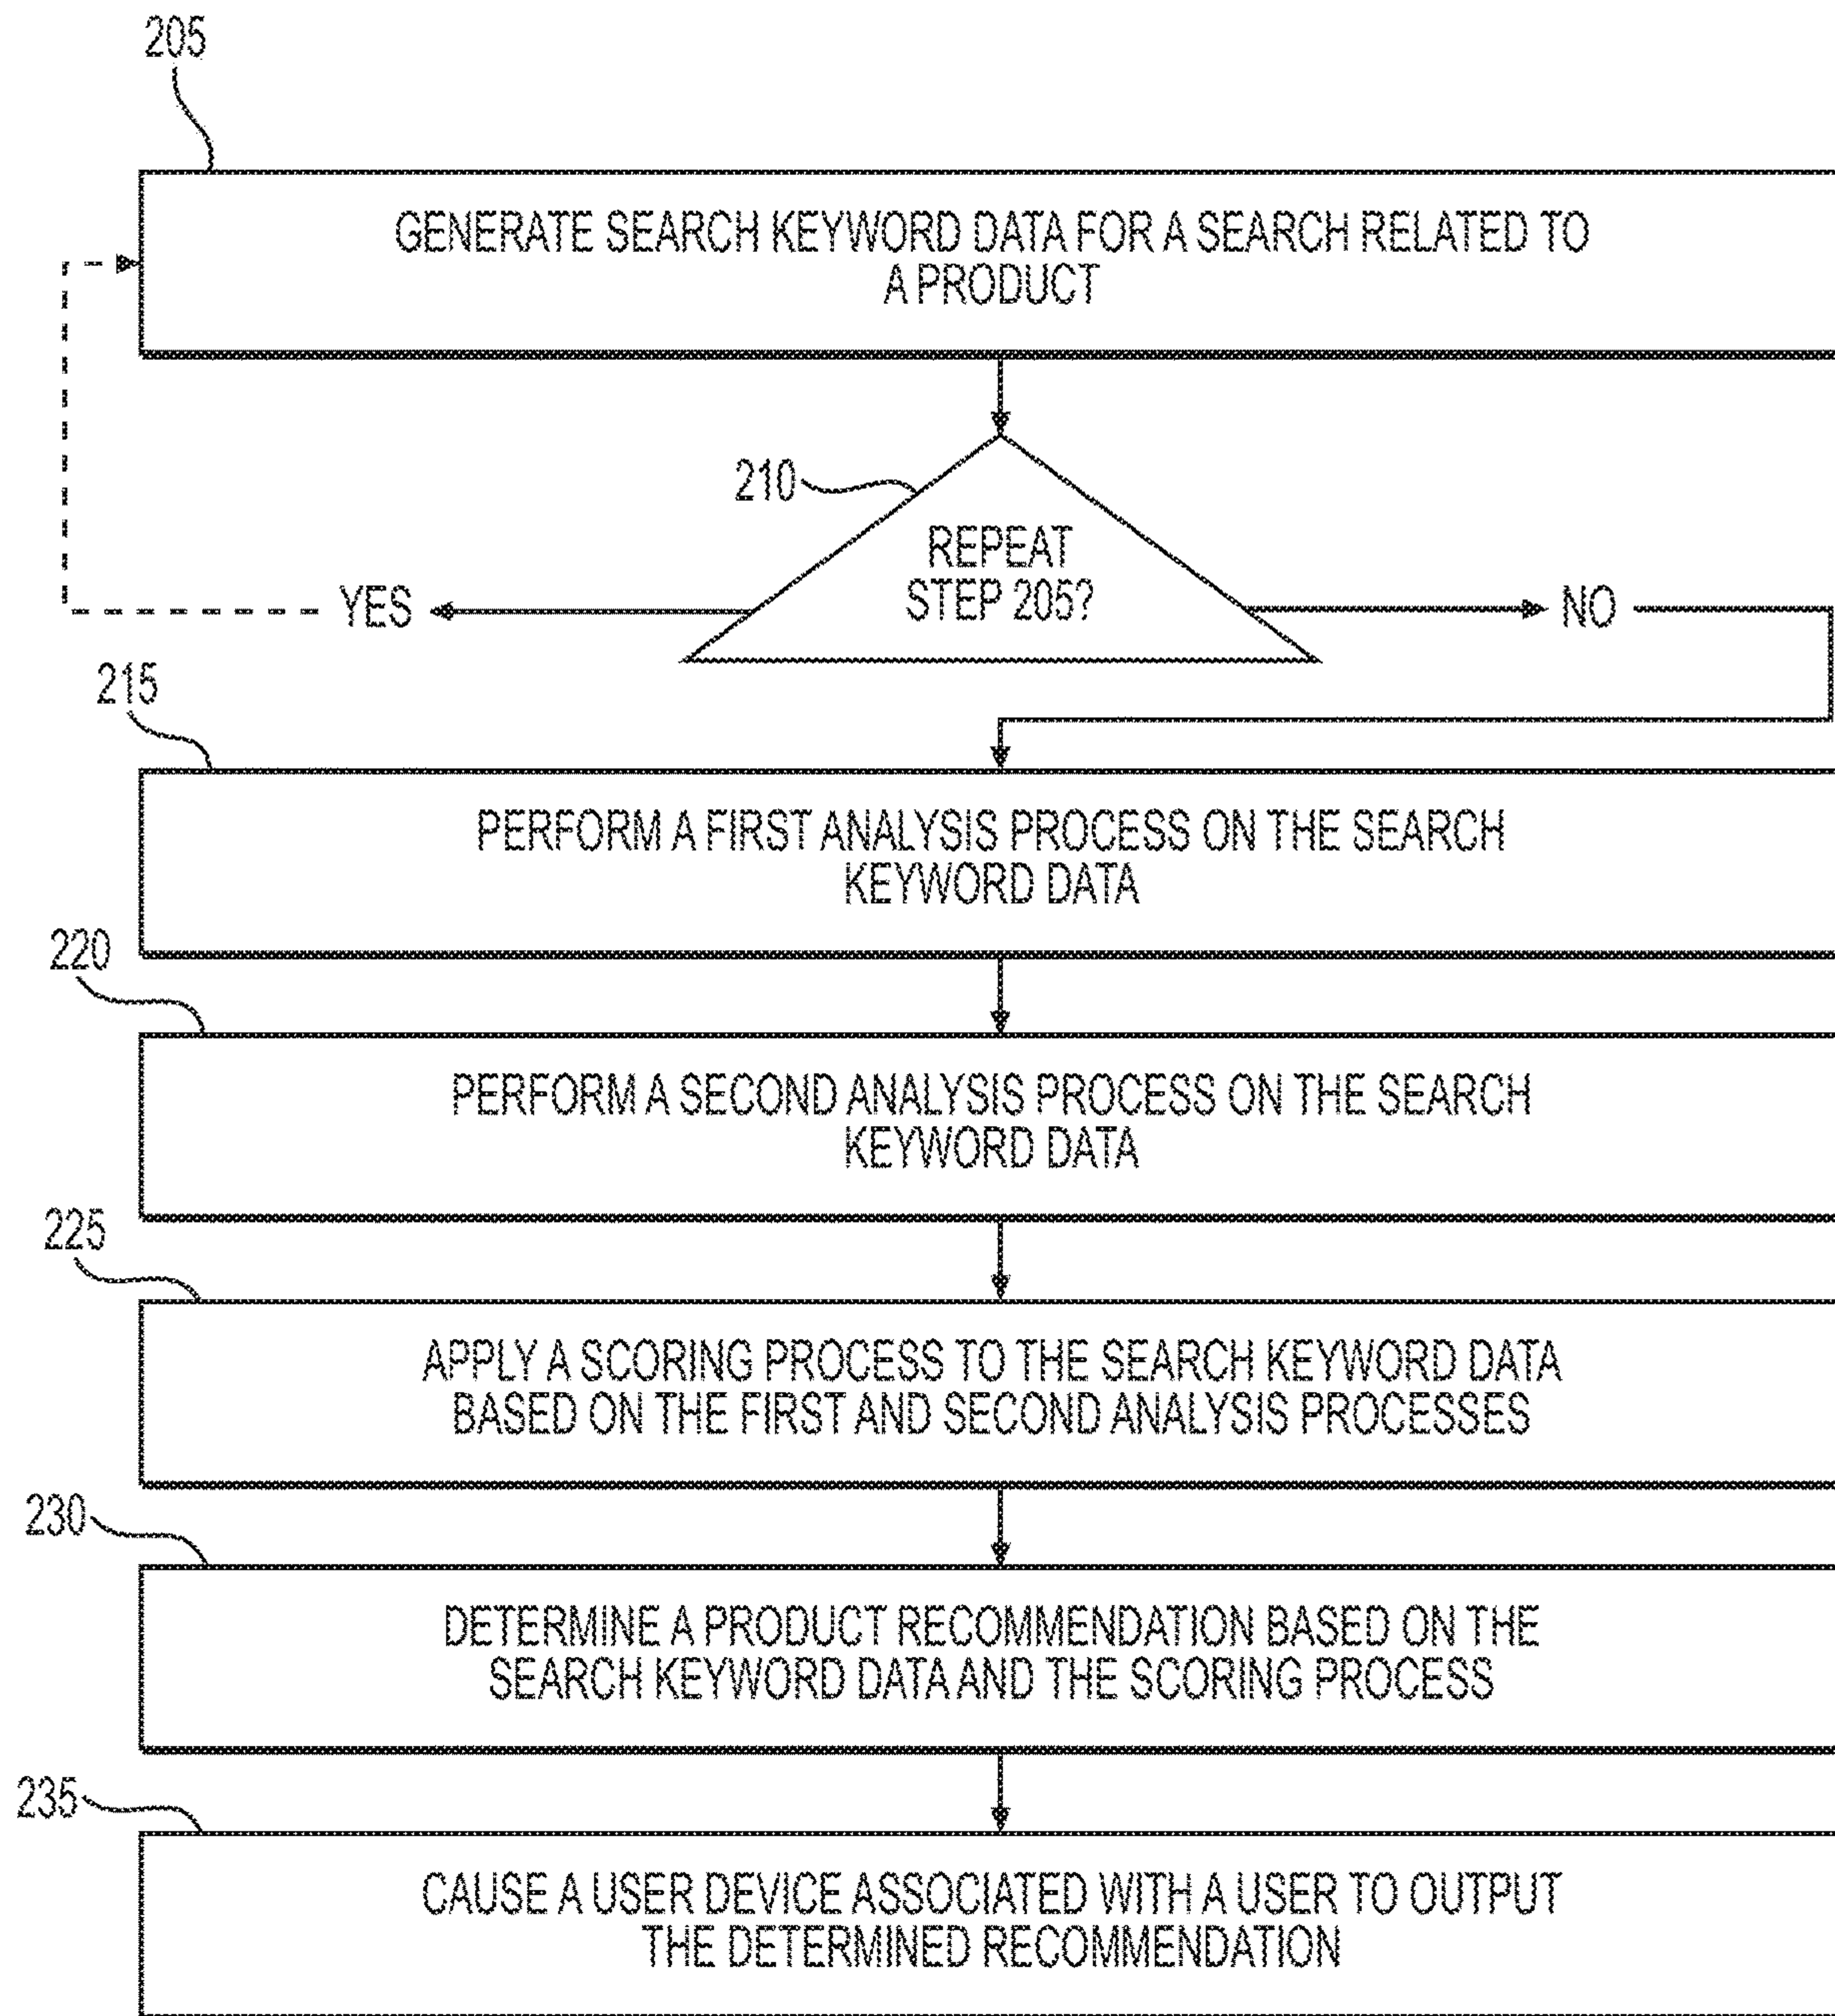 205
GENERATE SEARCH KEYWORD DATA FOR A SEARCH RELATED TO
A PRODUCT
210
REPEAT
STEP 205?
YES
NO
215
PERFORM A FIRST ANALYSIS PROCESS ON THE SEARCH
KEYWORD DATA
220
PERFORM A SECOND ANALYSIS PROCESS ON THE SEARCH
KEYWORD DATA
225
APPLY A SCORING PROCESS TO THE SEARCH KEYWORD DATA
BASED ON THE FIRST AND SECOND ANALYSIS PROCESSES
230
DETERMINE A PRODUCT RECOMMENDATION BASED ON THE
SEARCH KEYWORD DATA AND THE SCORING PROCESS
235
CAUSE A USER DEVICE ASSOCIATED WITH A USER TO OUTPUT
THE DETERMINED RECOMMENDATION